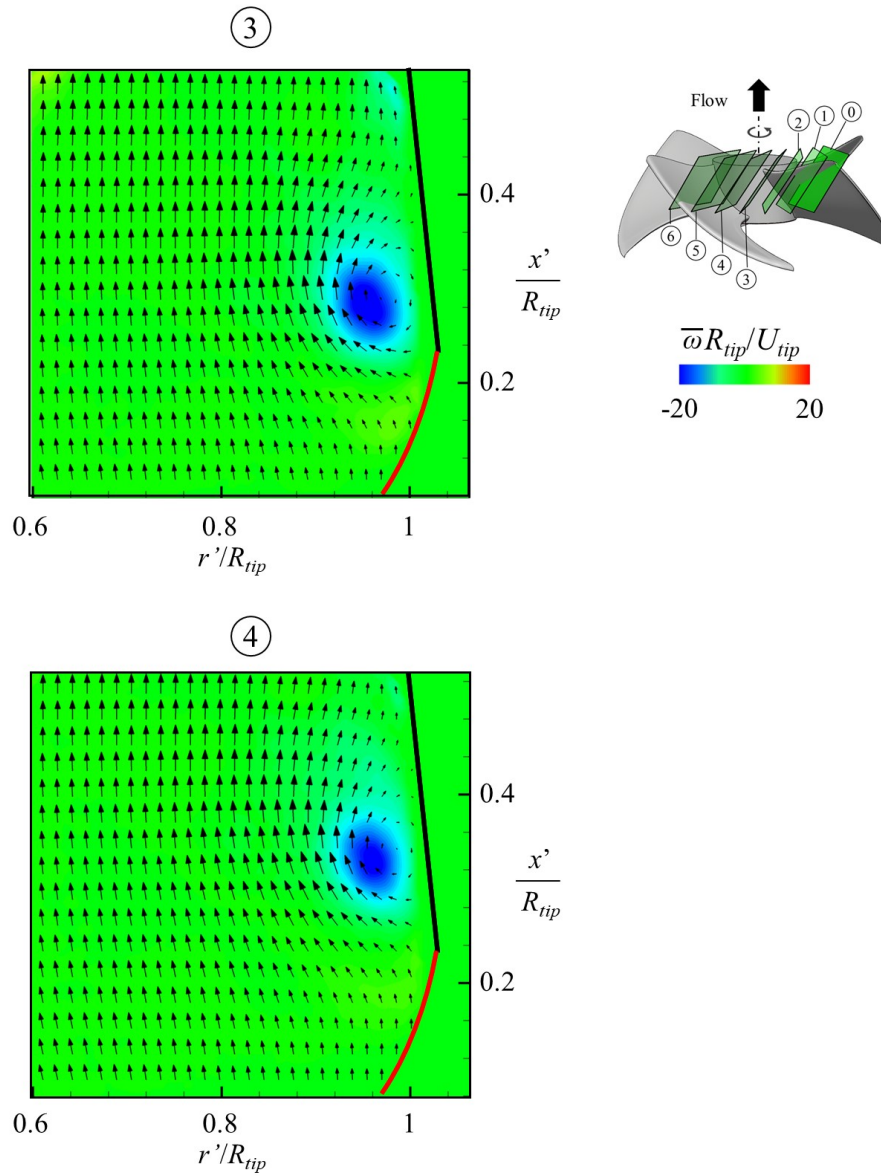 ③
0.4
x’
R_tip
0.2
0.6
0.8
1
r’/R_tip
Flow
②
①
⓪
⑥
⑤
④
③
ω̅ R_tip/U_tip
-20
20
④
0.4
x’
R_tip
0.2
0.6
0.8
1
r’/R_tip